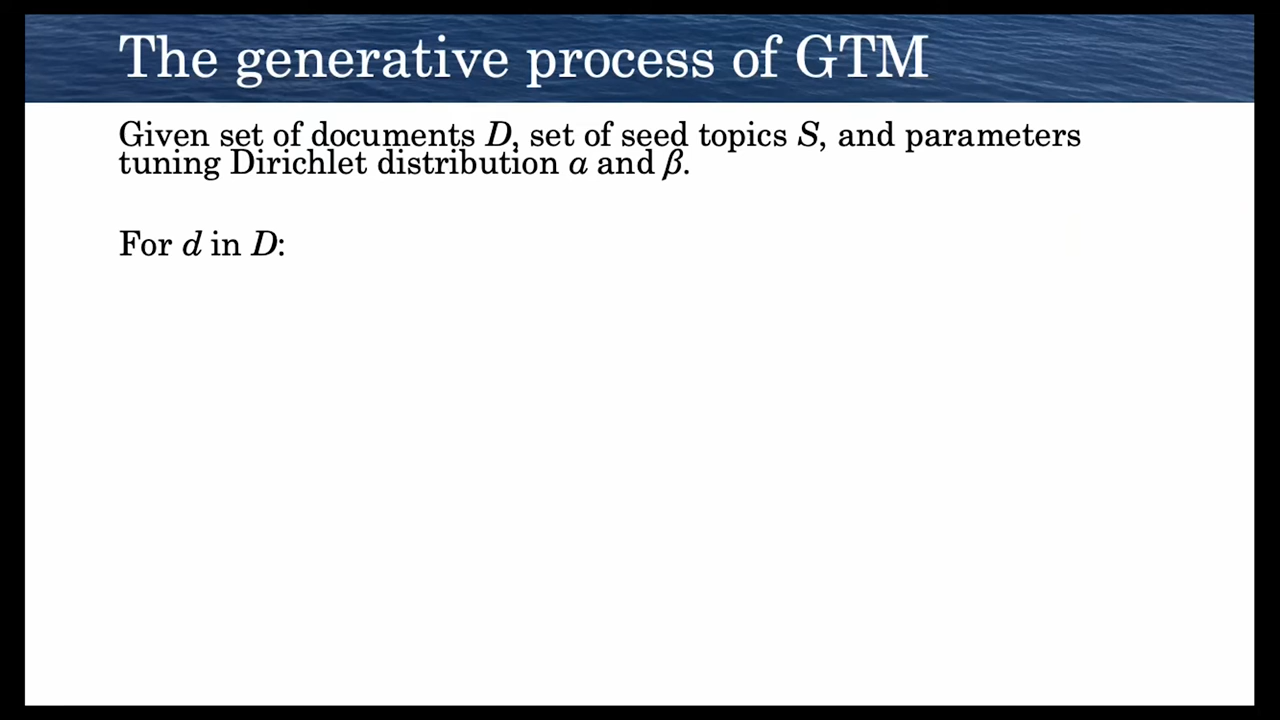 The generative process of GTM
Given set of documents D, set of seed topics S, and parameters
tuning Dirichlet distribution α and β.
For d in D: